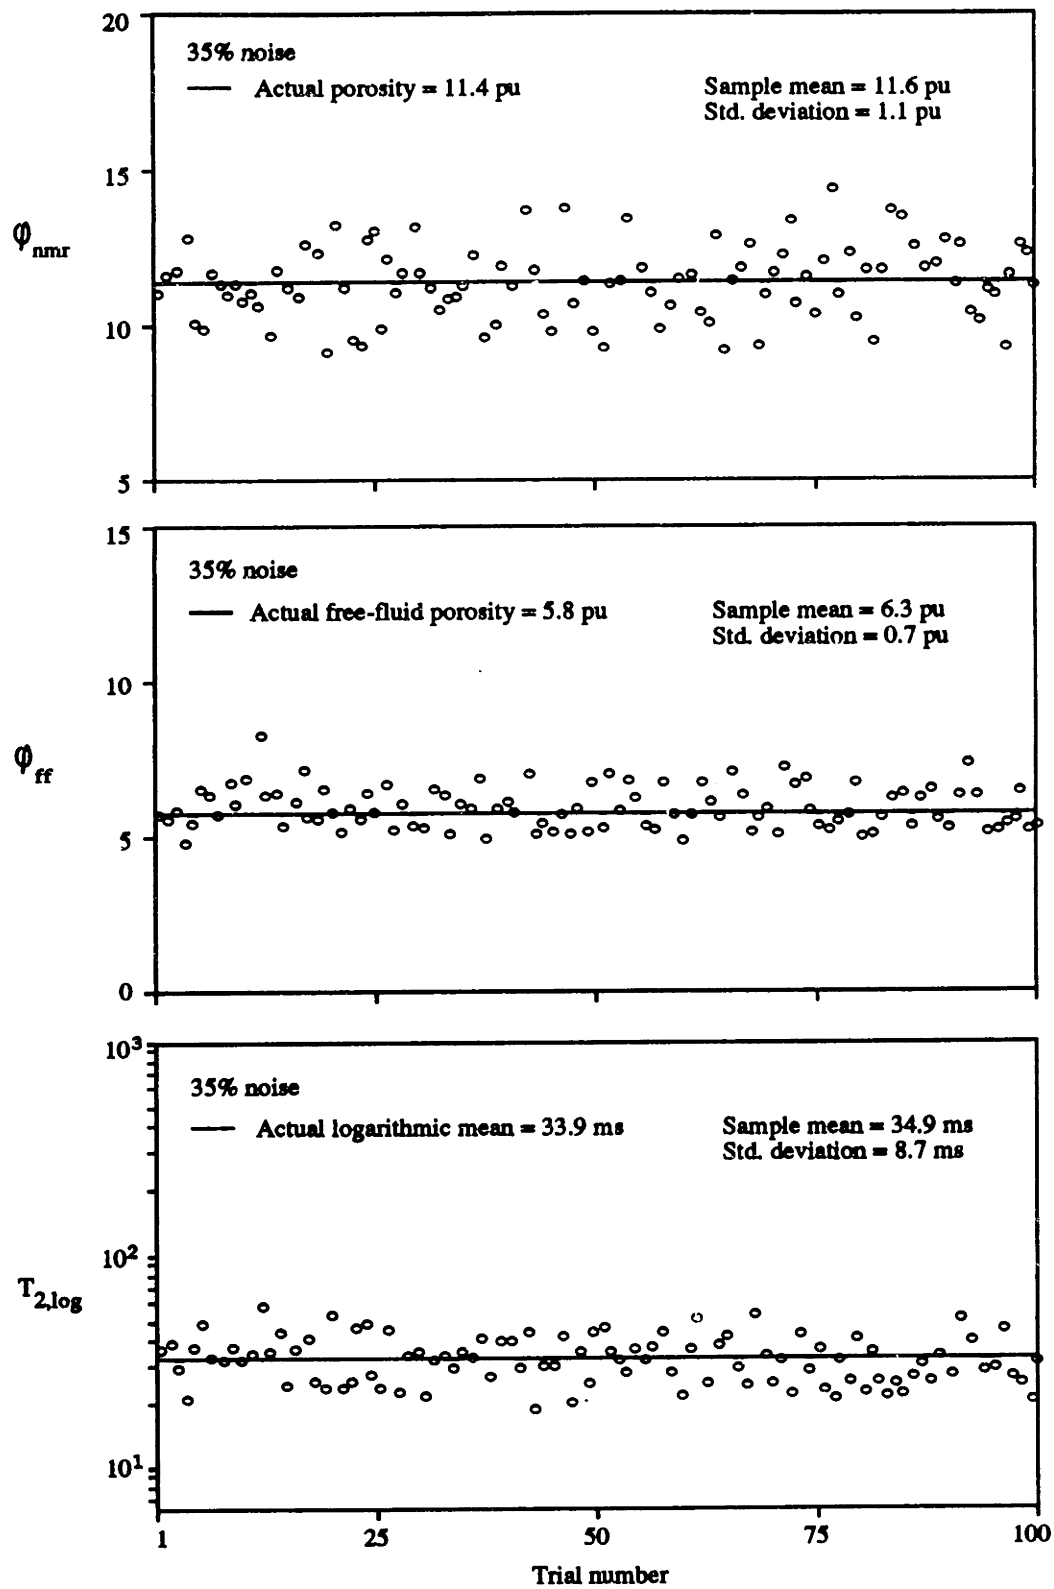 20
35% noise
Actual porosity = 11.4 pu
Sample mean = 11.6 pu
Std. deviation = 1.1 pu
15
φnmr
10
5
15
35% noise
Actual free-fluid porosity = 5.8 pu
Sample mean = 6.3 pu
Std. deviation = 0.7 pu
10
φff
5
0
10³
35% noise
Actual logarithmic mean = 33.9 ms
Sample mean = 34.9 ms
Std. deviation = 8.7 ms
10²
T2,log
10¹
1 25 50 75 100
Trial number